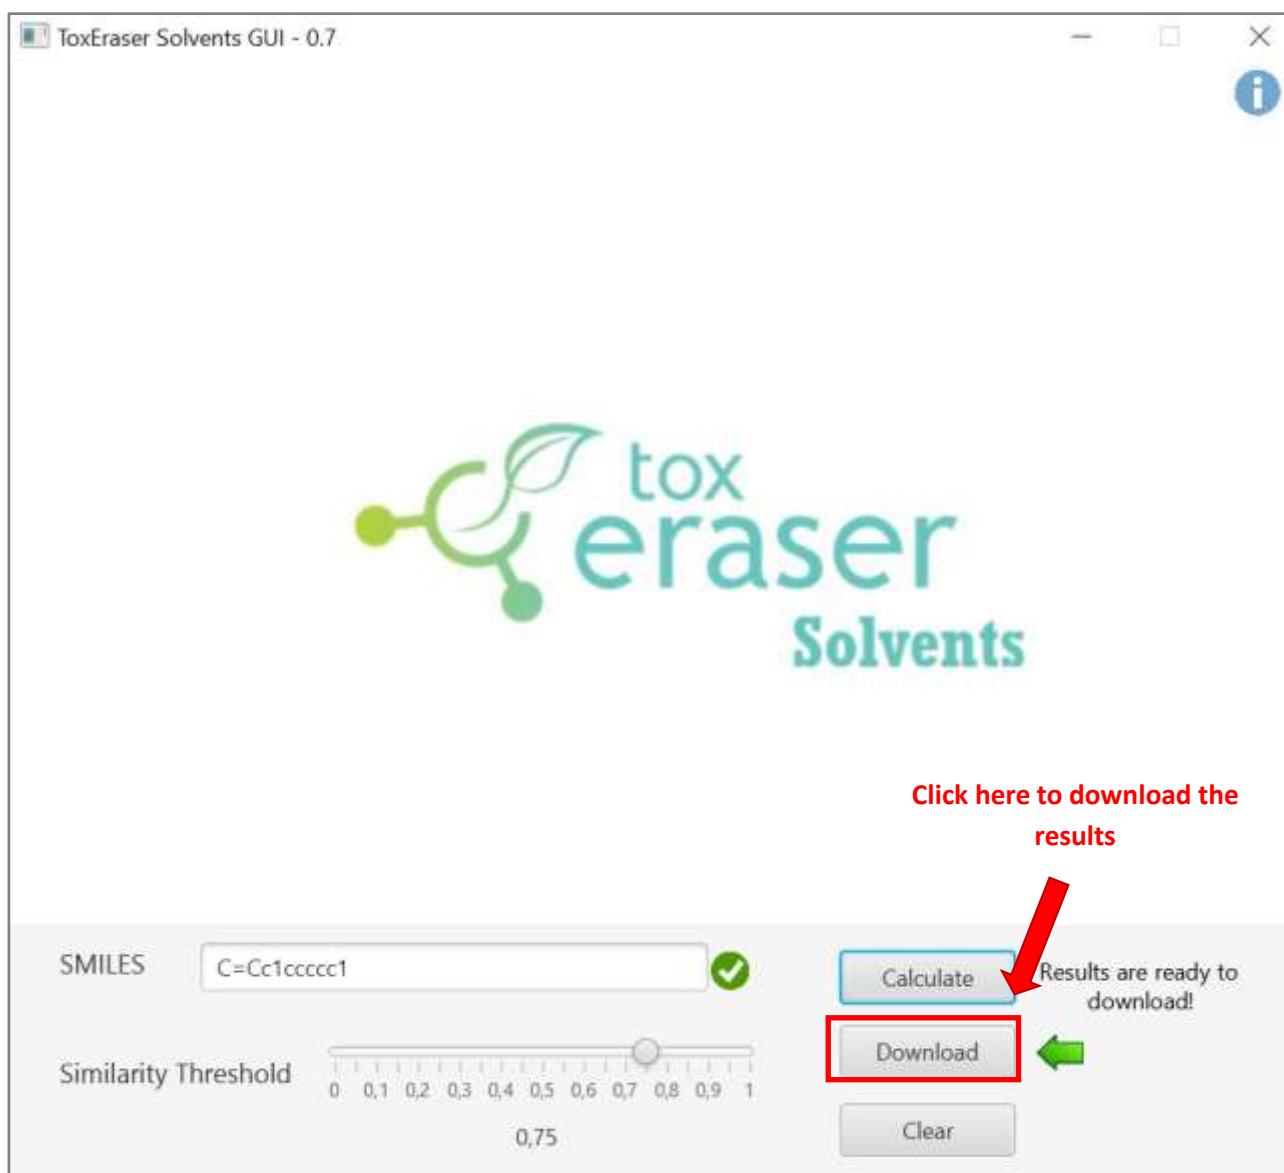 ToxEraser Solvents GUI - 0.7
i
tox
eraser
Solvents
Click here to download the
results
SMILES
C=Cc1ccccc1
Calculate
Results are ready to
download!
Similarity Threshold
0 0,1 0,2 0,3 0,4 0,5 0,6 0,7 0,8 0,9 1
0,75
Download
Clear